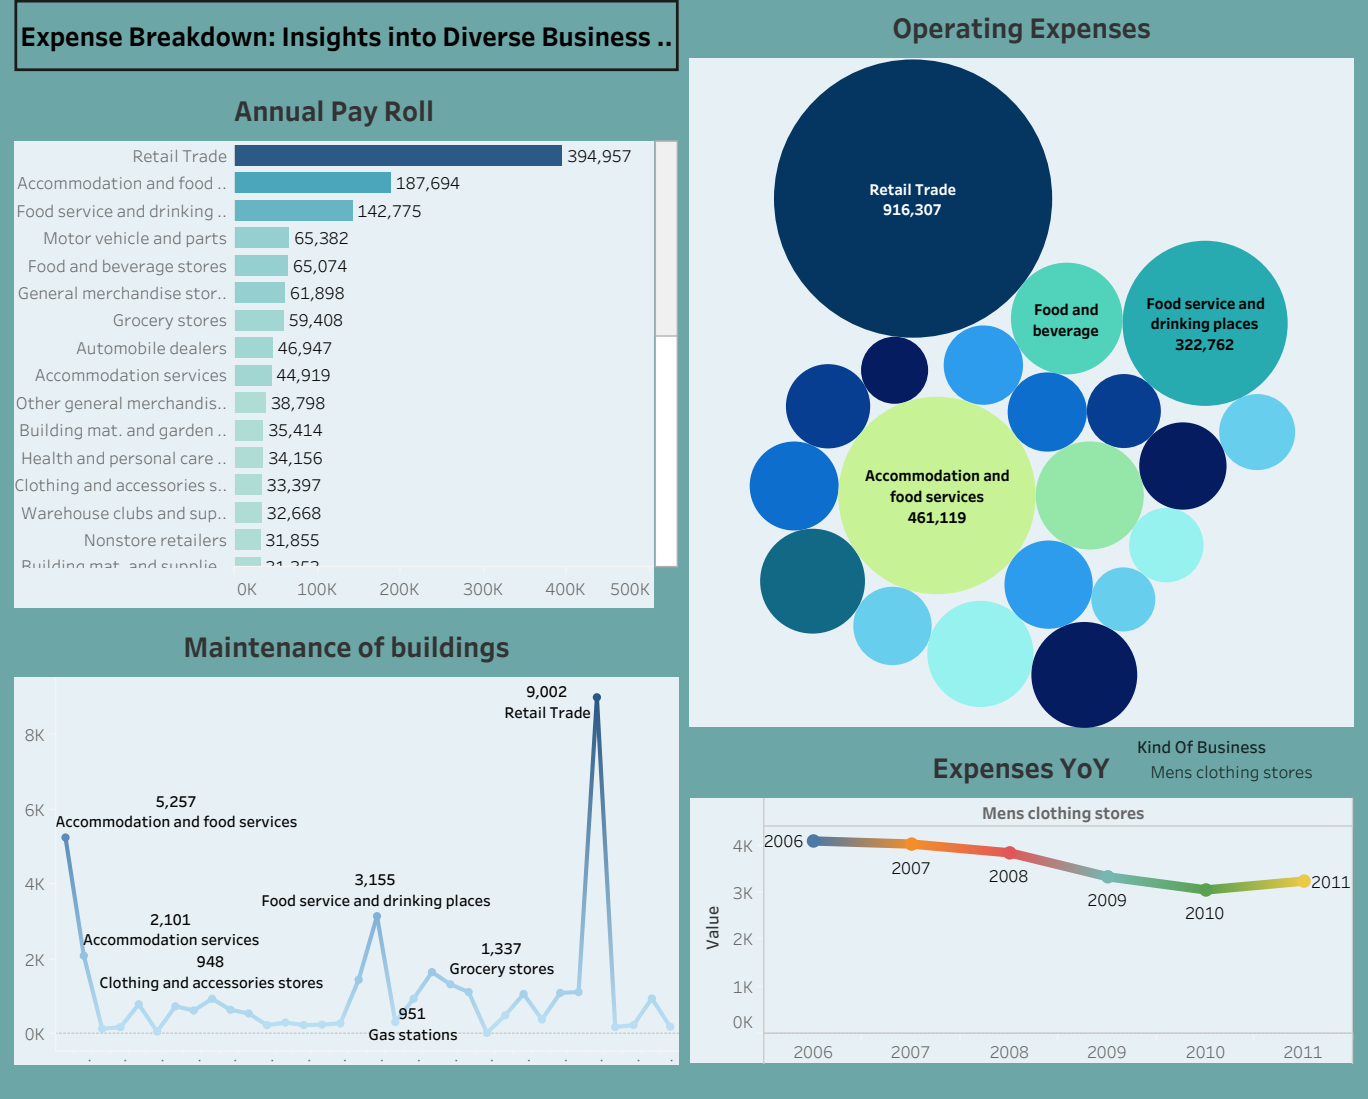 Expense Breakdown: Insights into Diverse Business ..
Annual Pay Roll
Retail Trade 394,957
Accommodation and food .. 187,694
Food service and drinking .. 142,775
Motor vehicle and parts 65,382
Food and beverage stores 65,074
General merchandise stor.. 61,898
Grocery stores 59,408
Automobile dealers 46,947
Accommodation services 44,919
Other general merchandis.. 38,798
Building mat. and garden .. 35,414
Health and personal care .. 34,156
Clothing and accessories s.. 33,397
Warehouse clubs and sup.. 32,668
Nonstore retailers 31,855
Building mat. and supplie..
0K 100K 200K 300K 400K 500K
Maintenance of buildings
9,002
Retail Trade
8K
6K
5,257
Accommodation and food services
4K
3,155
Food service and drinking places
2,101
Accommodation services
948
Clothing and accessories stores
1,337
Grocery stores
2K
951
Gas stations
0K
Operating Expenses
Retail Trade
916,307
Food and
beverage
Food service and
drinking places
322,762
Accommodation and
food services
461,119
Kind Of Business
Mens clothing stores
Expenses YoY
Mens clothing stores
Value
4K
3K
2K
1K
0K
2006
2007
2008
2009
2010
2011
2006 2007 2008 2009 2010 2011